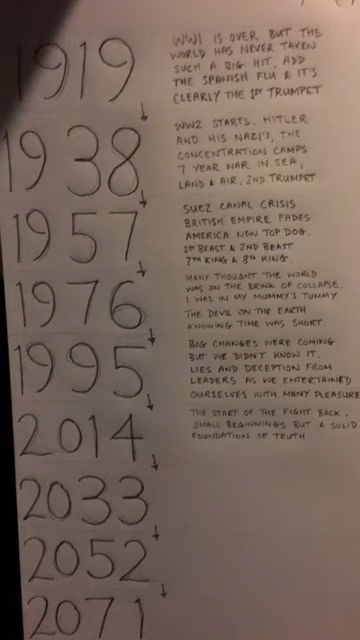 1919
WW1 IS OVER BUT THE
WORLD HAS NEVER TAKEN
SUCH A BIG HIT. ADD
THE SPANISH FLU & IT'S
CLEARLY THE 1ST TRUMPET
1938
WW2 STARTS. HITLER
AND HIS NAZI'S, THE
CONCENTRATION CAMPS
7 YEAR WAR IN SEA,
LAND & AIR, 2ND TRUMPET
1957
SUEZ CANAL CRISIS
BRITISH EMPIRE FADES
AMERICA NOW TOP DOG.
1ST BEAST & 2ND BEAST
7TH KING & 8TH KING.
1976
MANY THOUGHT THE WORLD
WAS ON THE BRINK OF COLLAPSE.
I WAS IN MY MUMMY'S TUMMY.
THE DEVIL ON THE EARTH
KNOWING TIME WAS SHORT.
1995
BIG CHANGES WERE COMING
BUT WE DIDN'T KNOW IT.
LIES AND DECEPTION FROM
LEADERS AS WE ENTERTAINED
OURSELVES WITH MANY PLEASURE
2014
THE START OF THE FIGHT BACK.
SMALL BEGINNINGS BUT A SOLID
FOUNDATION OF TRUTH
2033
2052
2071